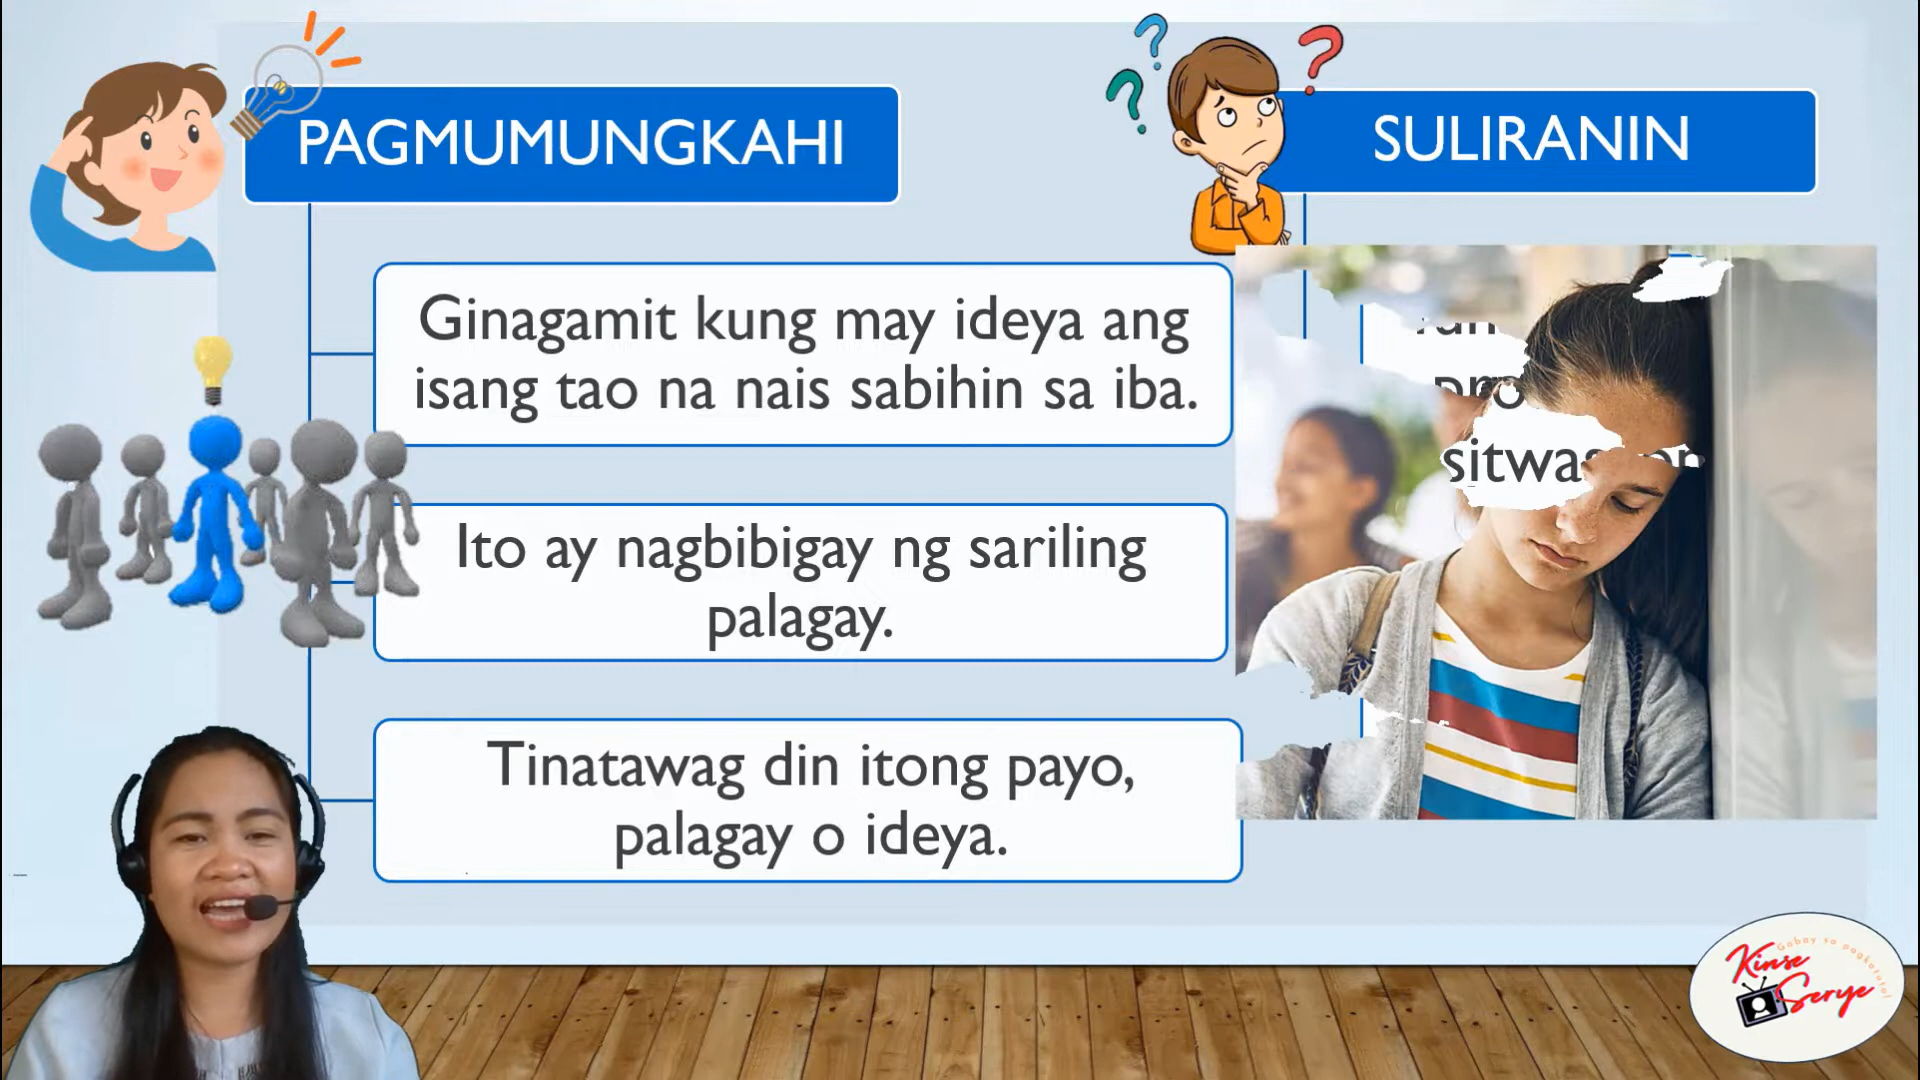 PAGMUMUNGKAHI
Ginagamit kung may ideya ang
isang tao na nais sabihin sa iba.
Ito ay nagbibigay ng sariling
palagay.
Tinatawag din itong payo,
palagay o ideya.
SULIRANIN
Kinse
Serye